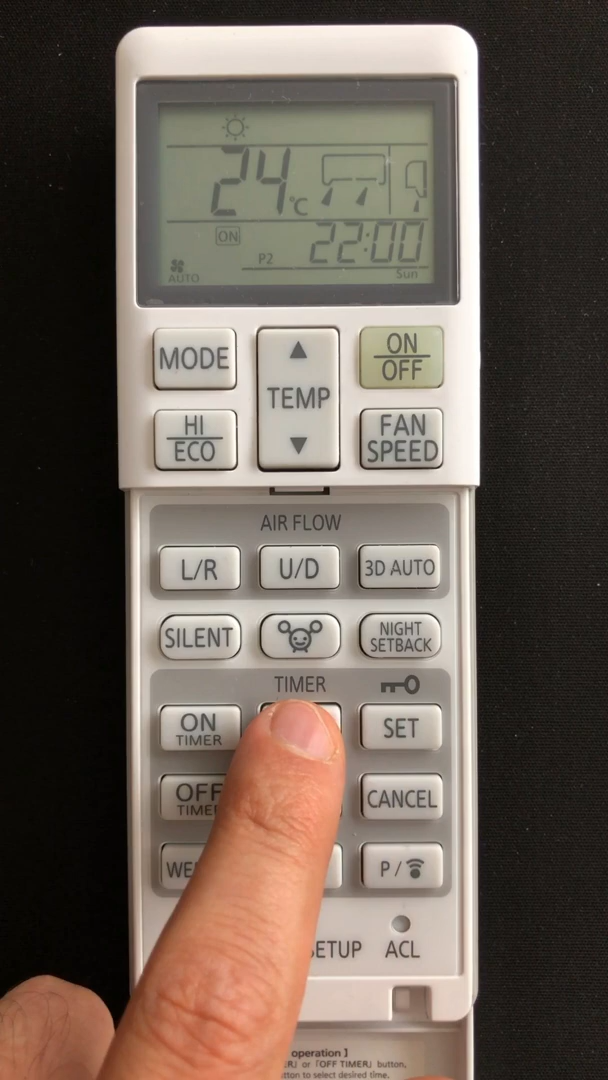 24 °C
ON
P2 22:00
AUTO Sun
MODE
TEMP
ON
OFF
HI
ECO
FAN
SPEED
AIR FLOW
L/R U/D 3D AUTO
SILENT
NIGHT
SETBACK
TIMER
ON
TIMER
SET
OFF
CANCEL
P /
ACL
operation ]
or「OFF TIMER」button,
to select desired time.